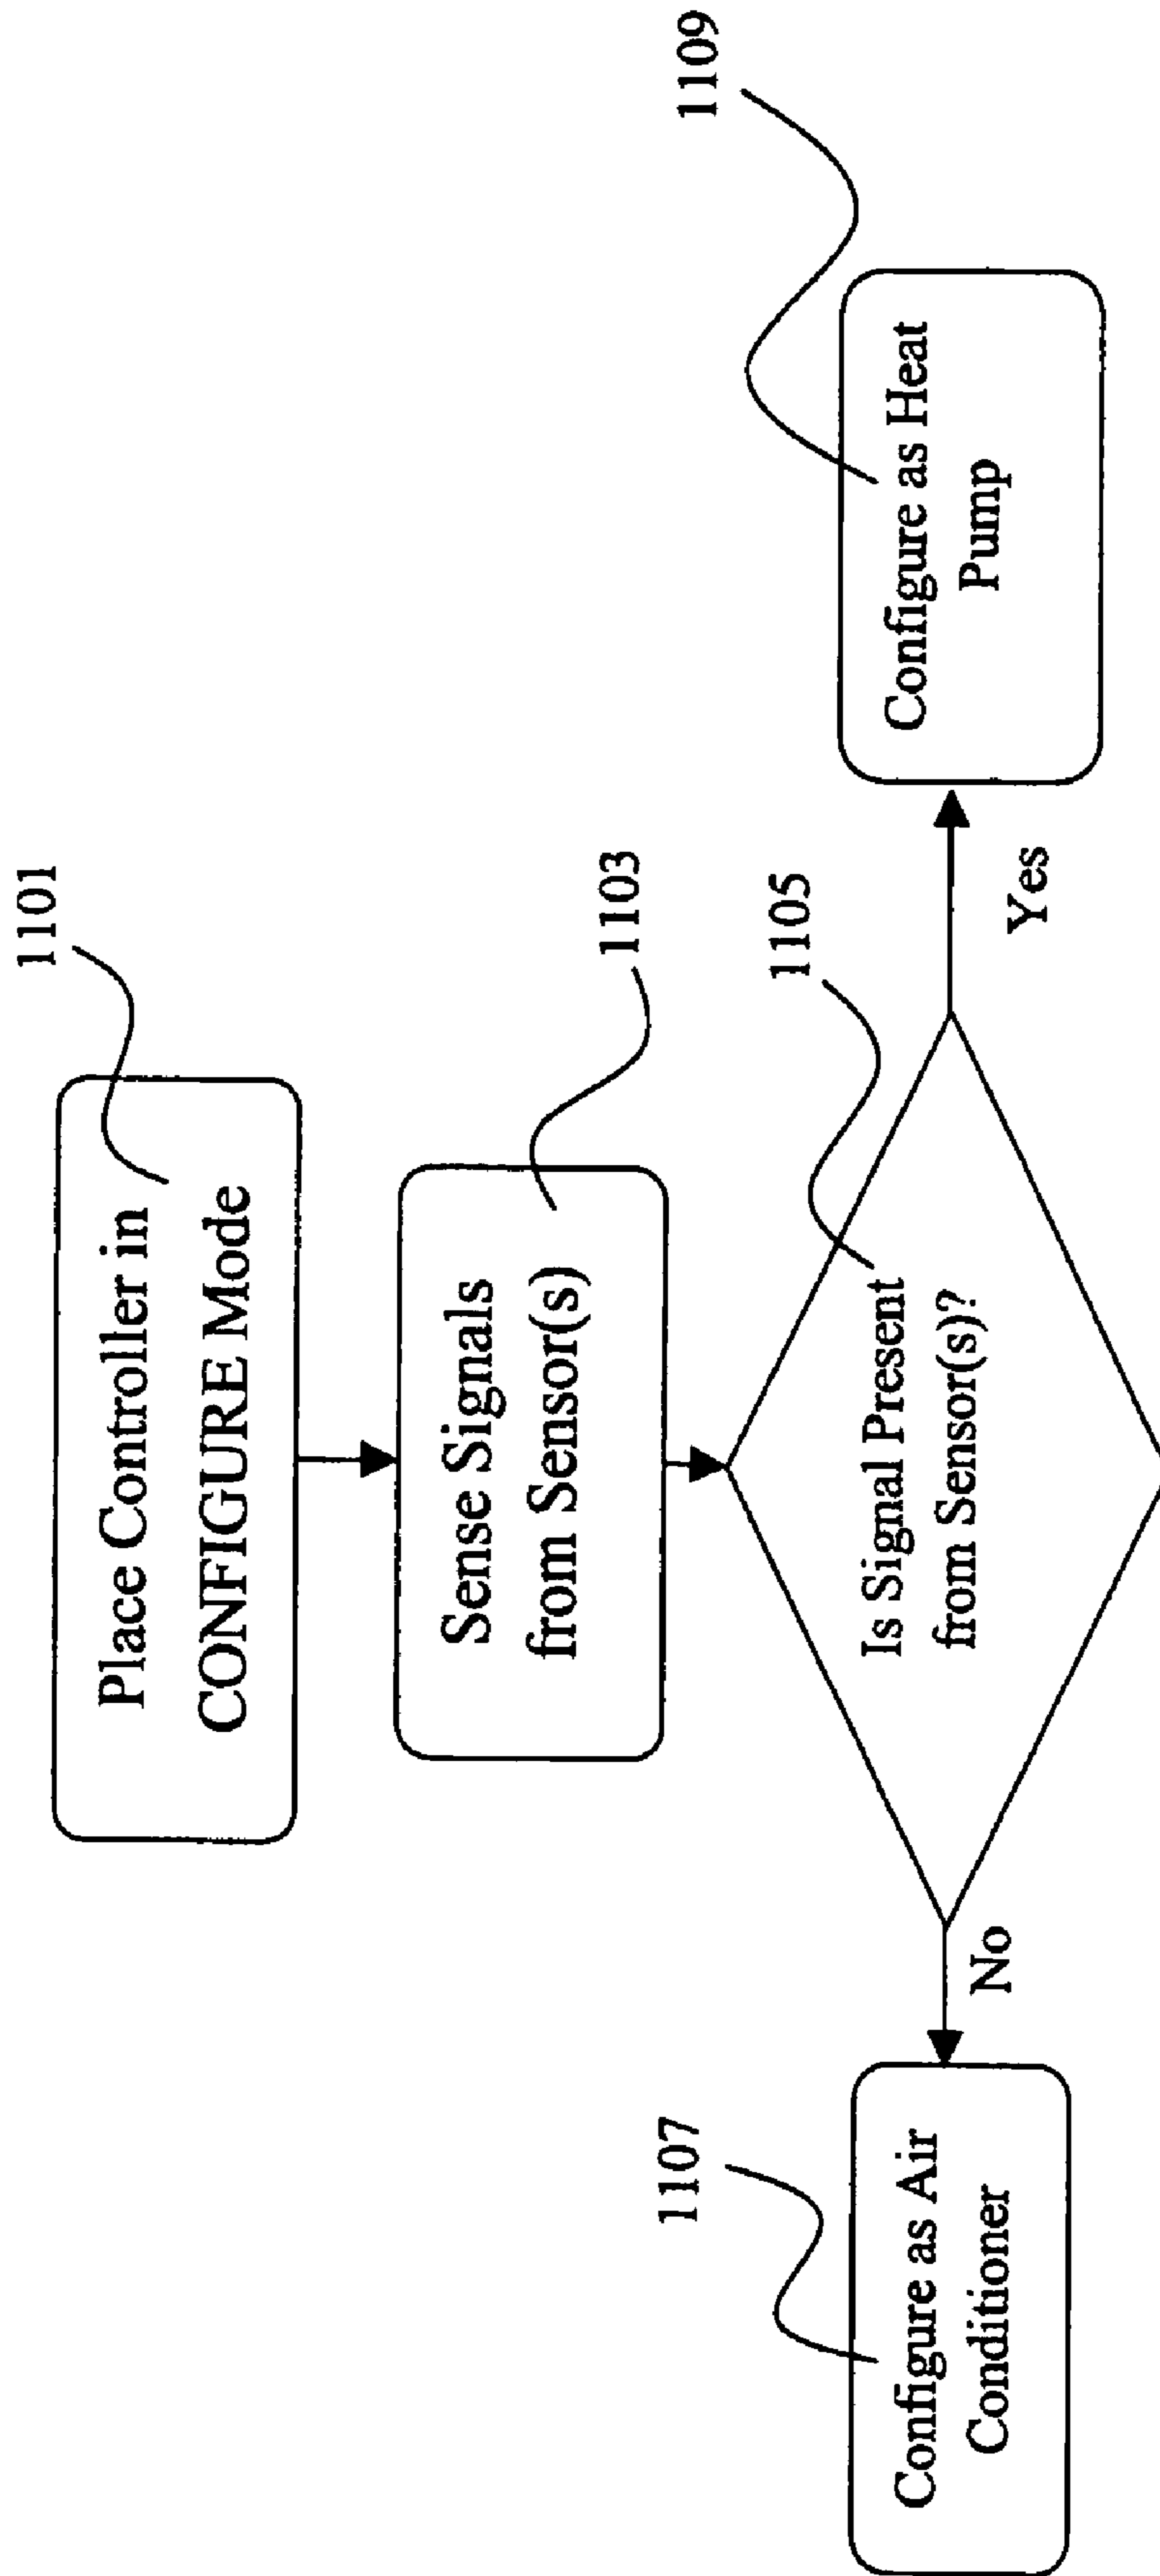 1101
Place Controller in
CONFIGURE Mode
1103
Sense Signals
from Sensor(s)
1105
Is Signal Present
from Sensor(s)?
No
Yes
1107
Configure as Air
Conditioner
1109
Configure as Heat
Pump